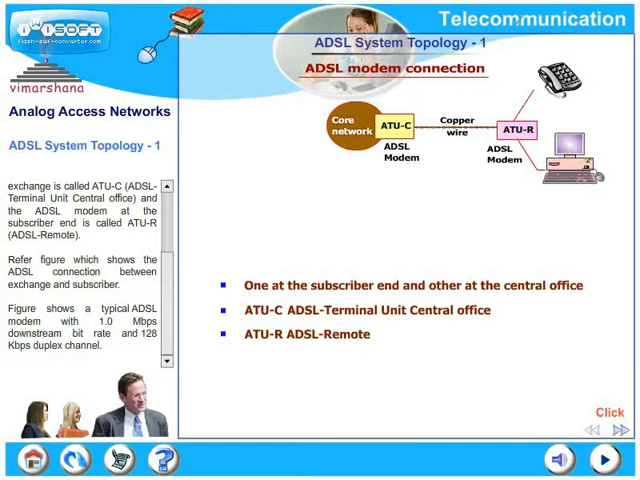 iWiSOFT
flash-swf-converter.com
Telecommunication
vimarshana
Analog Access Networks
ADSL System Topology - 1
exchange is called ATU-C (ADSL-
Terminal Unit Central office) and
the ADSL modem at the
subscriber end is called ATU-R
(ADSL-Remote).
Refer figure which shows the
ADSL connection between
exchange and subscriber.
Figure shows a typical ADSL
modem with 1.0 Mbps
downstream bit rate and 128
Kbps duplex channel.
ADSL System Topology - 1
ADSL modem connection
Core
network
ATU-C
ADSL
Modem
Copper
wire
ATU-R
ADSL
Modem
One at the subscriber end and other at the central office
ATU-C ADSL-Terminal Unit Central office
ATU-R ADSL-Remote
Click